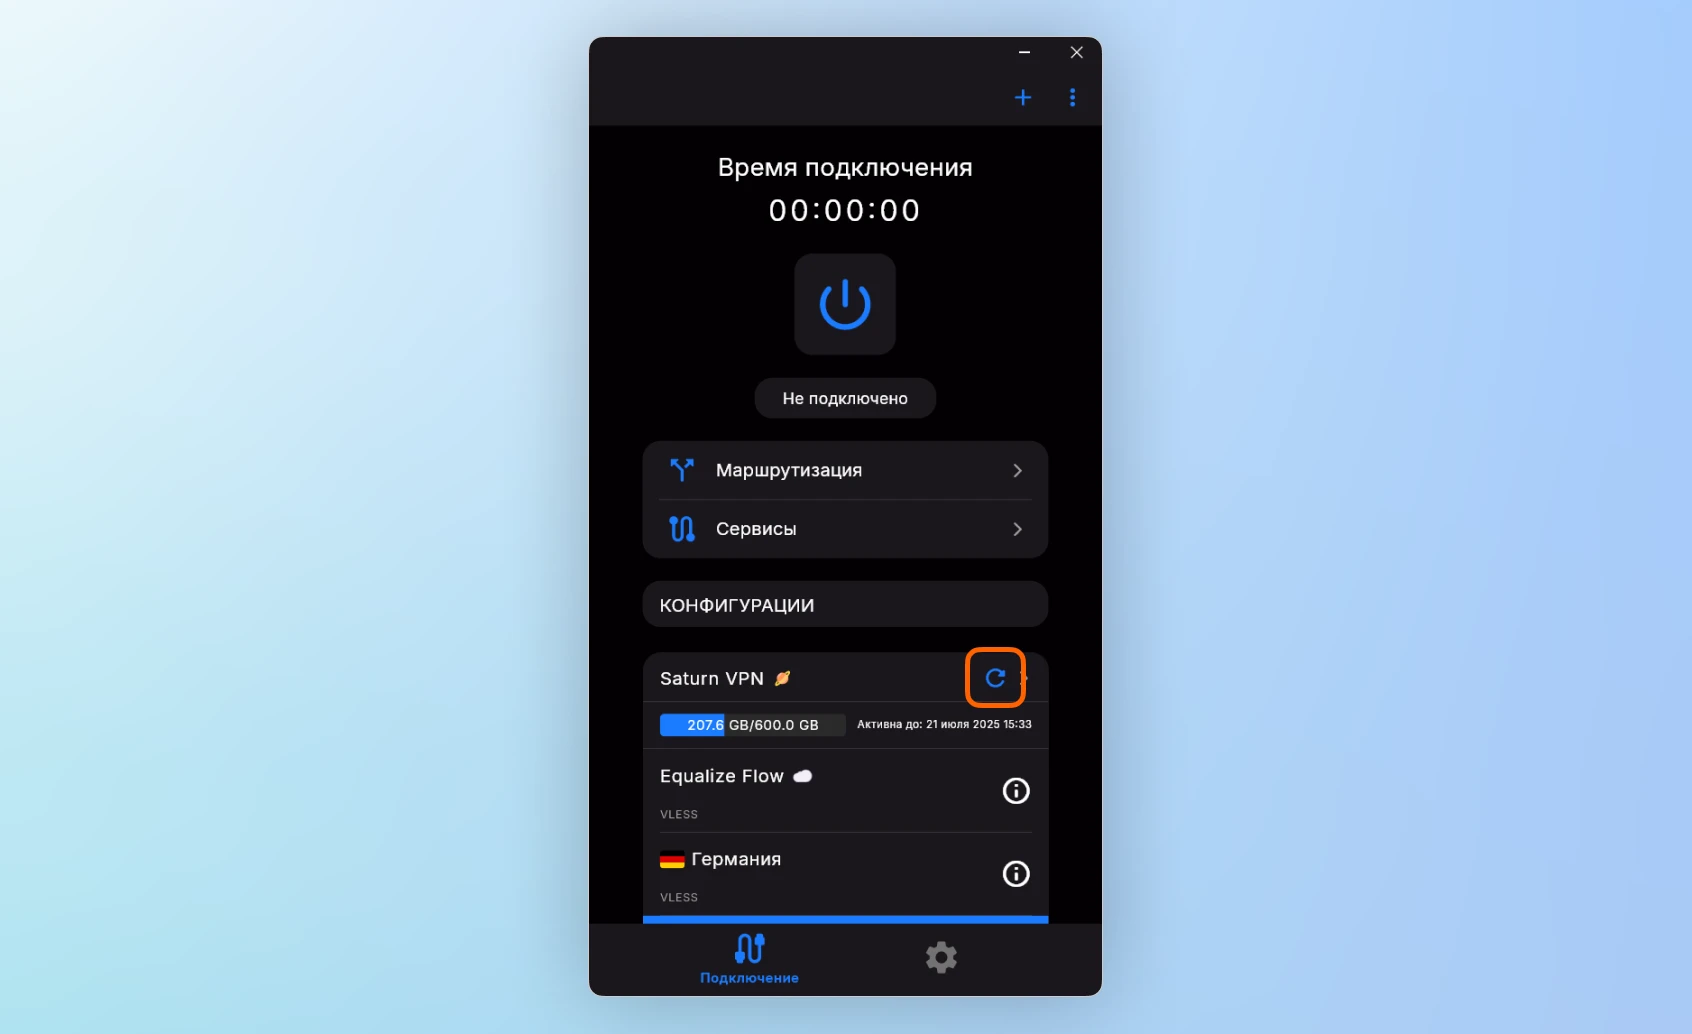 Время подключения
00:00:00
Не подключено
Маршрутизация
Сервисы
КОНФИГУРАЦИИ
Saturn VPN 🪐
207.6 GB/600.0 GB Активна до: 21 июля 2025 15:33
Equalize Flow ☁️
VLESS
🇩🇪 Германия
VLESS
Подключение